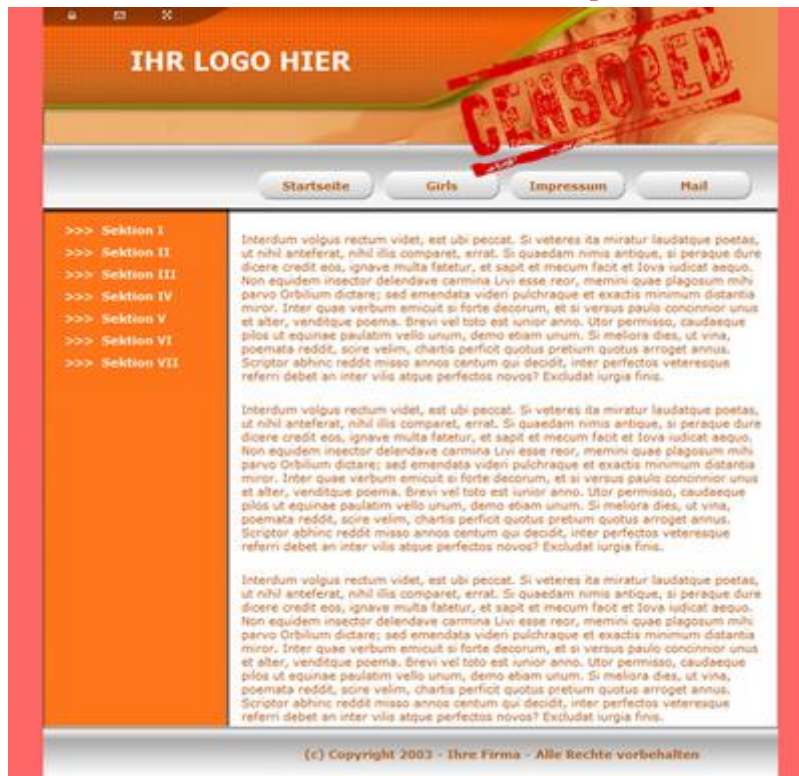 IHR LOGO HIER
CENSORED
Startseite Girls Impressum Mail
>>> Sektion I
>>> Sektion II
>>> Sektion III
>>> Sektion IV
>>> Sektion V
>>> Sektion VI
>>> Sektion VII
Interdum volgus rectum videt, est ubi peccat. Si veteres ita miratur laudatque poetas,
ut nihil anteferat, nihil illis comparet, errat. Si quaedam nimis antique, si peraque dure
dicere credit eos, ignave multa fatetur, et sapit et mecum facit et Iova iudicat aequo.
Non equidem insector delendave carmina Livi esse reor, memini quae plagosum mihi
parvo Orbilium dictare; sed emendata videri pulchraque et exactis minimum distantia
miror. Inter quae verbum emicuit si forte decorum, et si versus paulo concinnior unus
et alter, venditque poema. Brevi vel toto est iunior anno. Utor permisso, caudaeque
pilos ut equinae paulatim vello unum, demo etiam unum. Si meliora dies, ut vina,
poemata reddit, scire velim, chartis perficit quotus pretium quotus arroget annus.
Scriptor abhinc reddit misso annos centum qui decidit, inter perfectos veteresque
referri debet an inter vilis atque perfectos novos? Excludat iurgia finis.
Interdum volgus rectum videt, est ubi peccat. Si veteres ita miratur laudatque poetas,
ut nihil anteferat, nihil illis comparet, errat. Si quaedam nimis antique, si peraque dure
dicere credit eos, ignave multa fatetur, et sapit et mecum facit et Iova iudicat aequo.
Non equidem insector delendave carmina Livi esse reor, memini quae plagosum mihi
parvo Orbilium dictare; sed emendata videri pulchraque et exactis minimum distantia
miror. Inter quae verbum emicuit si forte decorum, et si versus paulo concinnior unus
et alter, venditque poema. Brevi vel toto est iunior anno. Utor permisso, caudaeque
pilos ut equinae paulatim vello unum, demo etiam unum. Si meliora dies, ut vina,
poemata reddit, scire velim, chartis perficit quotus pretium quotus arroget annus.
Scriptor abhinc reddit misso annos centum qui decidit, inter perfectos veteresque
referri debet an inter vilis atque perfectos novos? Excludat iurgia finis.
Interdum volgus rectum videt, est ubi peccat. Si veteres ita miratur laudatque poetas,
ut nihil anteferat, nihil illis comparet, errat. Si quaedam nimis antique, si peraque dure
dicere credit eos, ignave multa fatetur, et sapit et mecum facit et Iova iudicat aequo.
Non equidem insector delendave carmina Livi esse reor, memini quae plagosum mihi
parvo Orbilium dictare; sed emendata videri pulchraque et exactis minimum distantia
miror. Inter quae verbum emicuit si forte decorum, et si versus paulo concinnior unus
et alter, venditque poema. Brevi vel toto est iunior anno. Utor permisso, caudaeque
pilos ut equinae paulatim vello unum, demo etiam unum. Si meliora dies, ut vina,
poemata reddit, scire velim, chartis perficit quotus pretium quotus arroget annus.
Scriptor abhinc reddit misso annos centum qui decidit, inter perfectos veteresque
referri debet an inter vilis atque perfectos novos? Excludat iurgia finis.
(c) Copyright 2003 - Ihre Firma - Alle Rechte vorbehalten